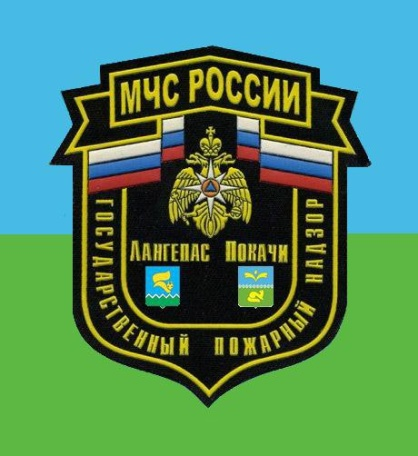 МЧС РОССИИ
ЛАНГЕПАС ПОКАЧИ
ГОСУДАРСТВЕННЫЙ ПОЖАРНЫЙ НАДЗОР